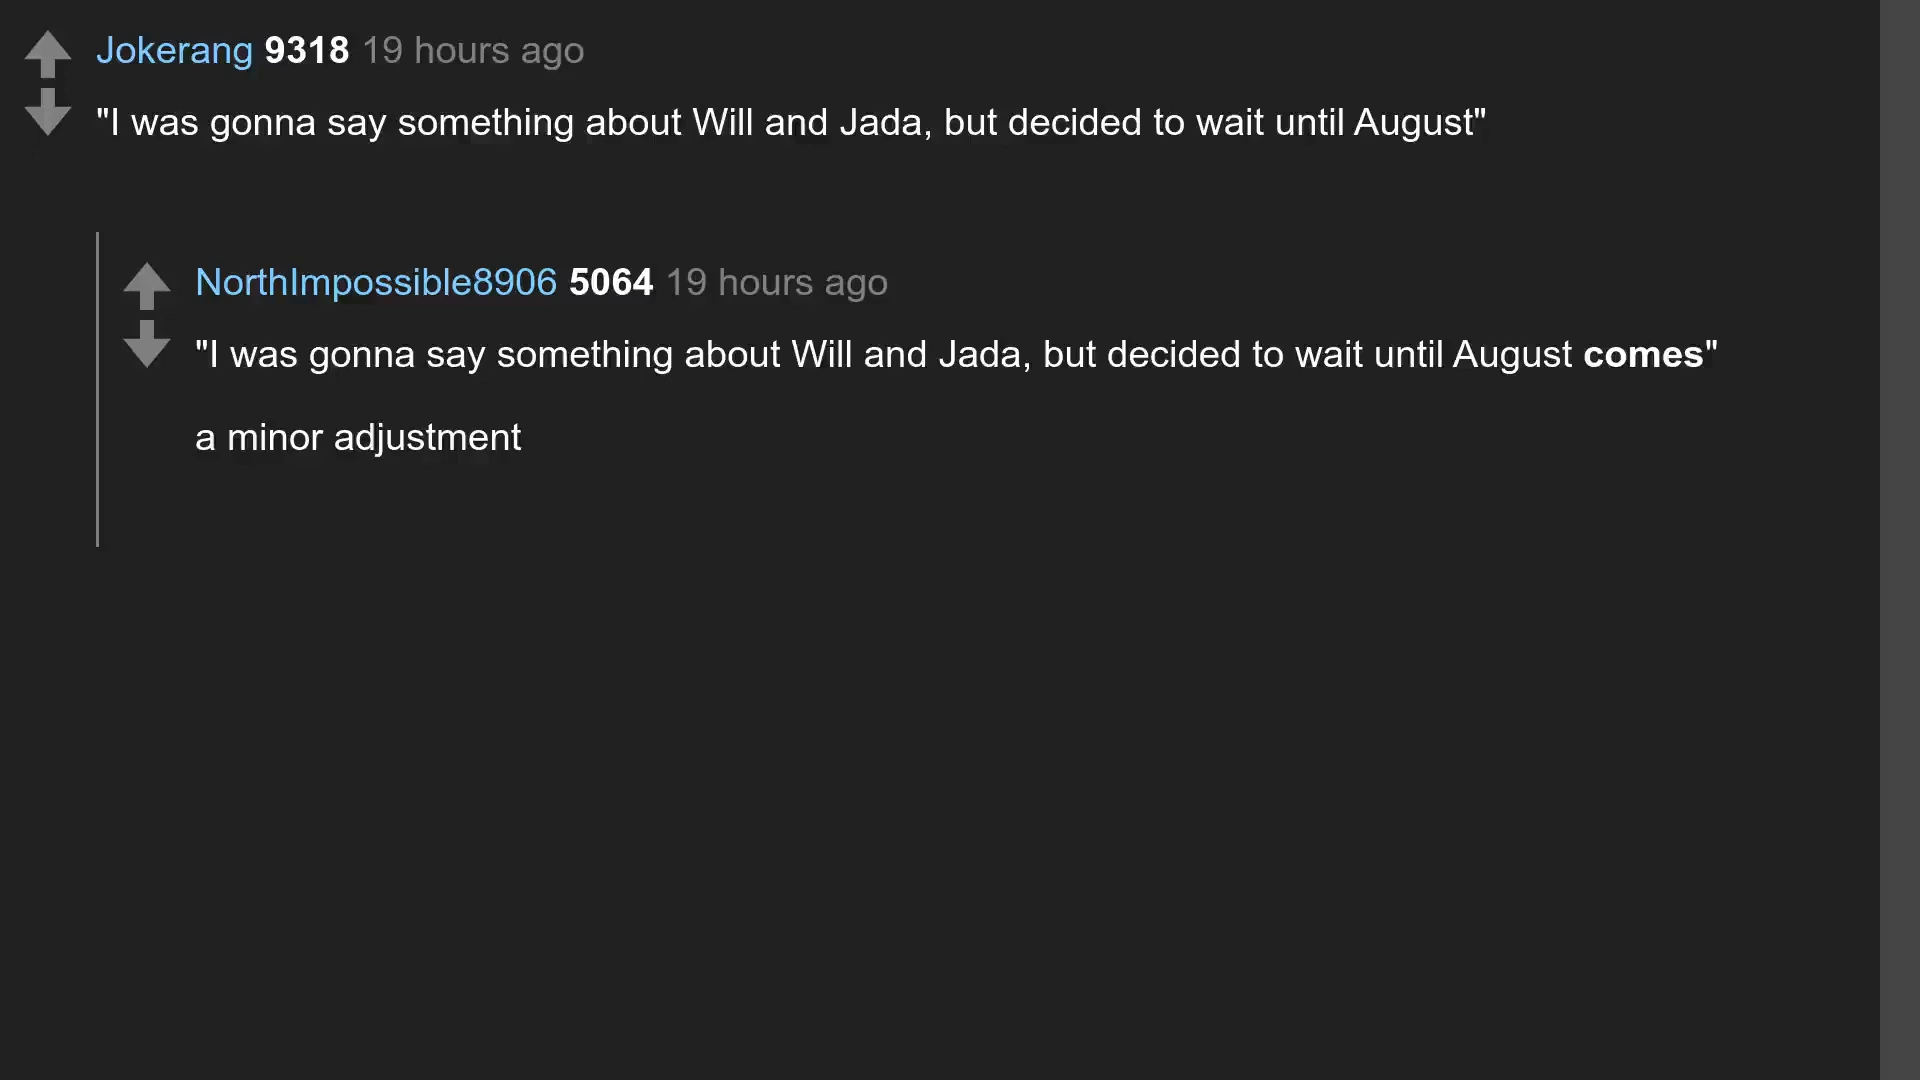 Jokerang 9318 19 hours ago
"I was gonna say something about Will and Jada, but decided to wait until August"
NorthImpossible8906 5064 19 hours ago
"I was gonna say something about Will and Jada, but decided to wait until August comes"
a minor adjustment